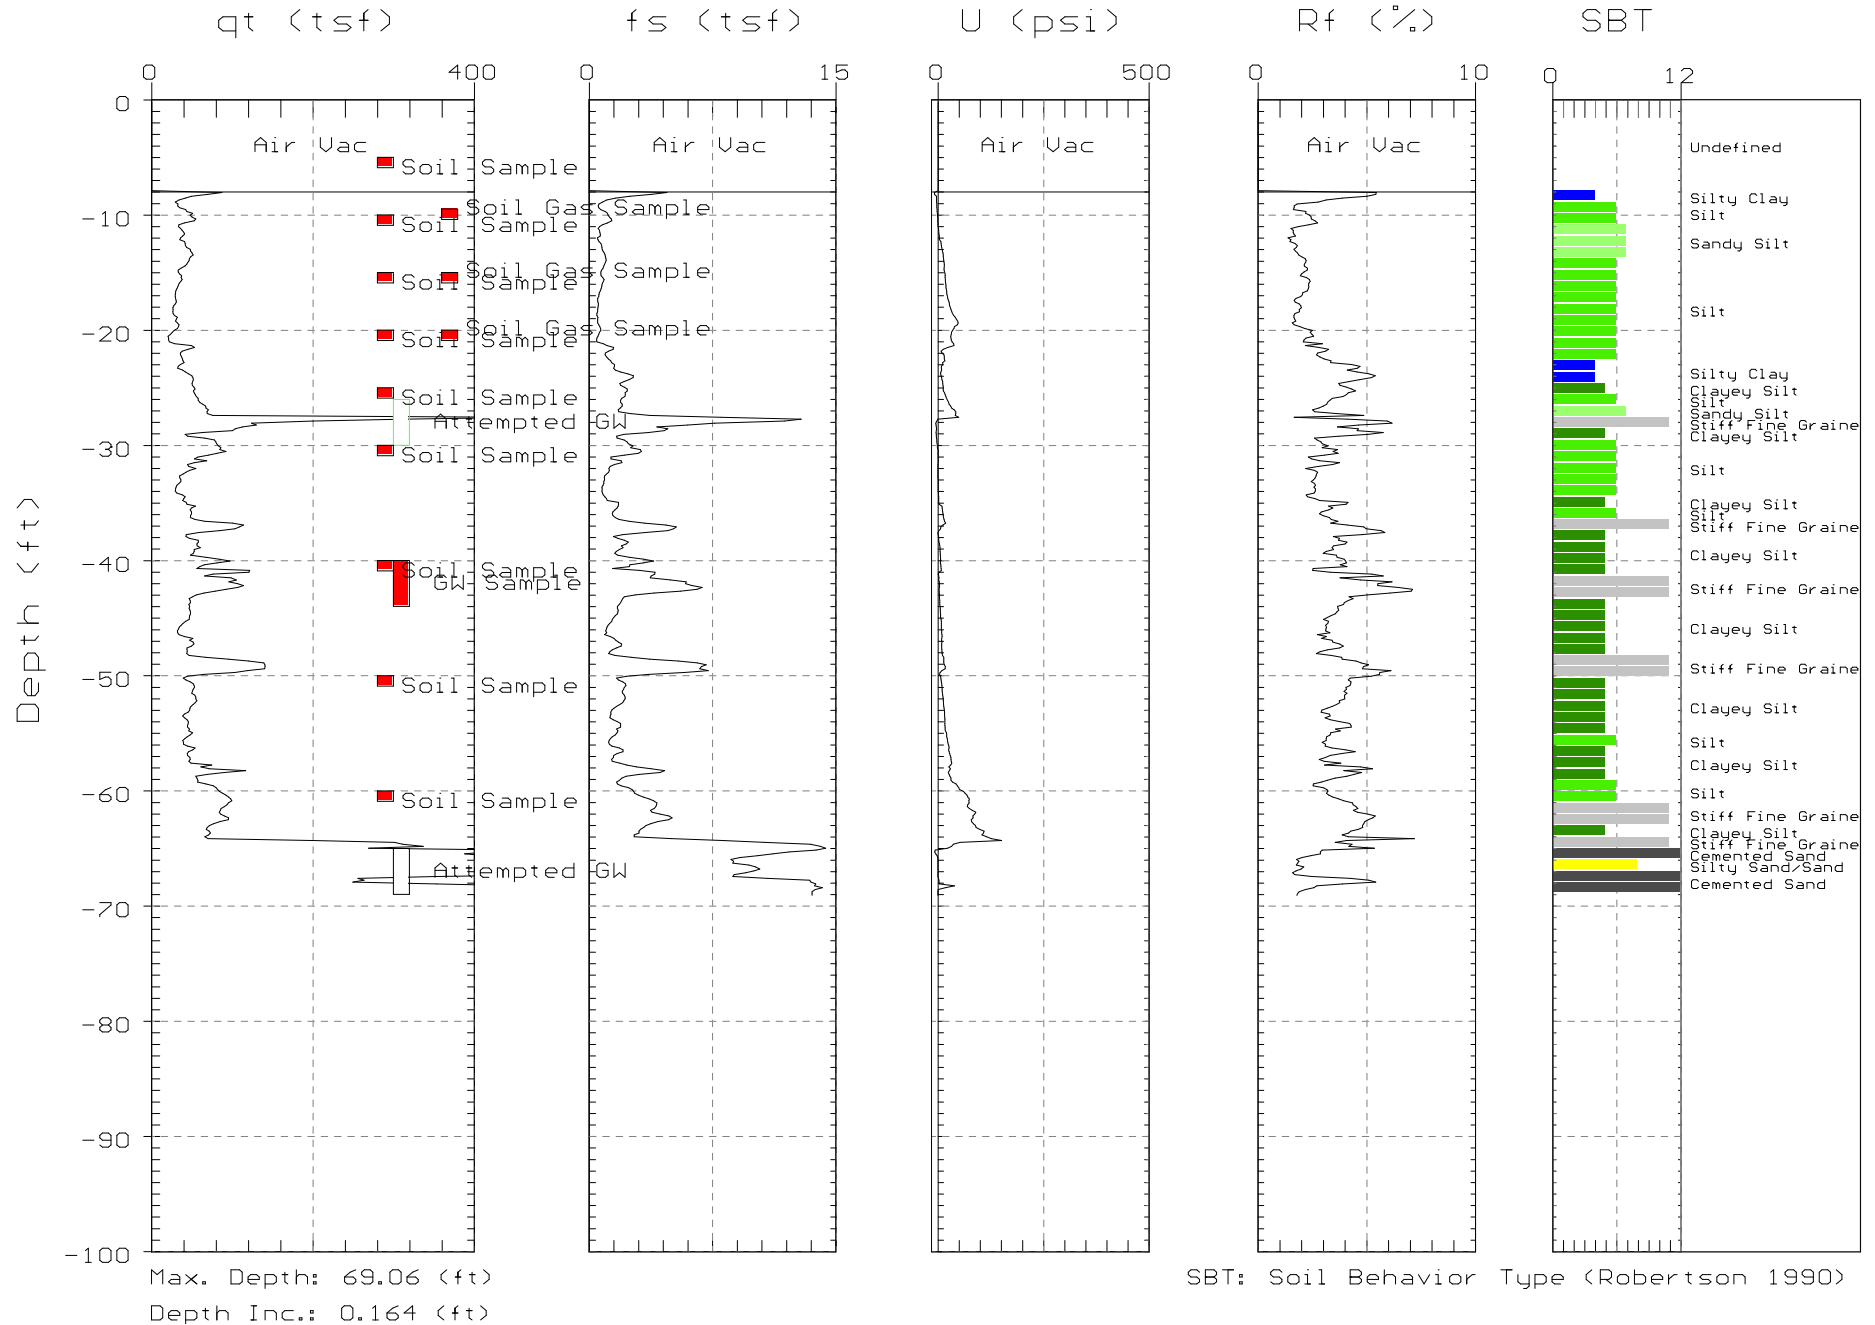 qt (tsf) fs (tsf) U (psi) Rf (%) SBT
0 400 0 15 0 500 0 10 0 12
0
Air Vac Air Vac Air Vac Air Vac
Undefined
Soil Sample
Silty Clay
Soil Gas Sample
-10
Silt
Soil Sample
Sandy Silt
Soil Gas Sample
Soil Sample
Silt
Soil Gas Sample
-20
Soil Sample
Silty Clay
Clayey Silt
Soil Sample
Silt
Sandy Silt
Attempted GW
Stiff Fine Graine
Clayey Silt
-30
Soil Sample
Silt
Clayey Silt
Silt
Stiff Fine Graine
Clayey Silt
-40
Soil Sample
GW Sample
Stiff Fine Graine
Clayey Silt
Depth (ft)
Stiff Fine Graine
-50
Soil Sample
Clayey Silt
Silt
Clayey Silt
-60
Silt
Soil Sample
Stiff Fine Graine
Clayey Silt
Stiff Fine Graine
Cemented Sand
Silty Sand/Sand
Attempted GW
Cemented Sand
-70
-80
-90
-100
Max. Depth: 69.06 (ft)
SBT: Soil Behavior Type (Robertson 1990)
Depth Inc.: 0.164 (ft)